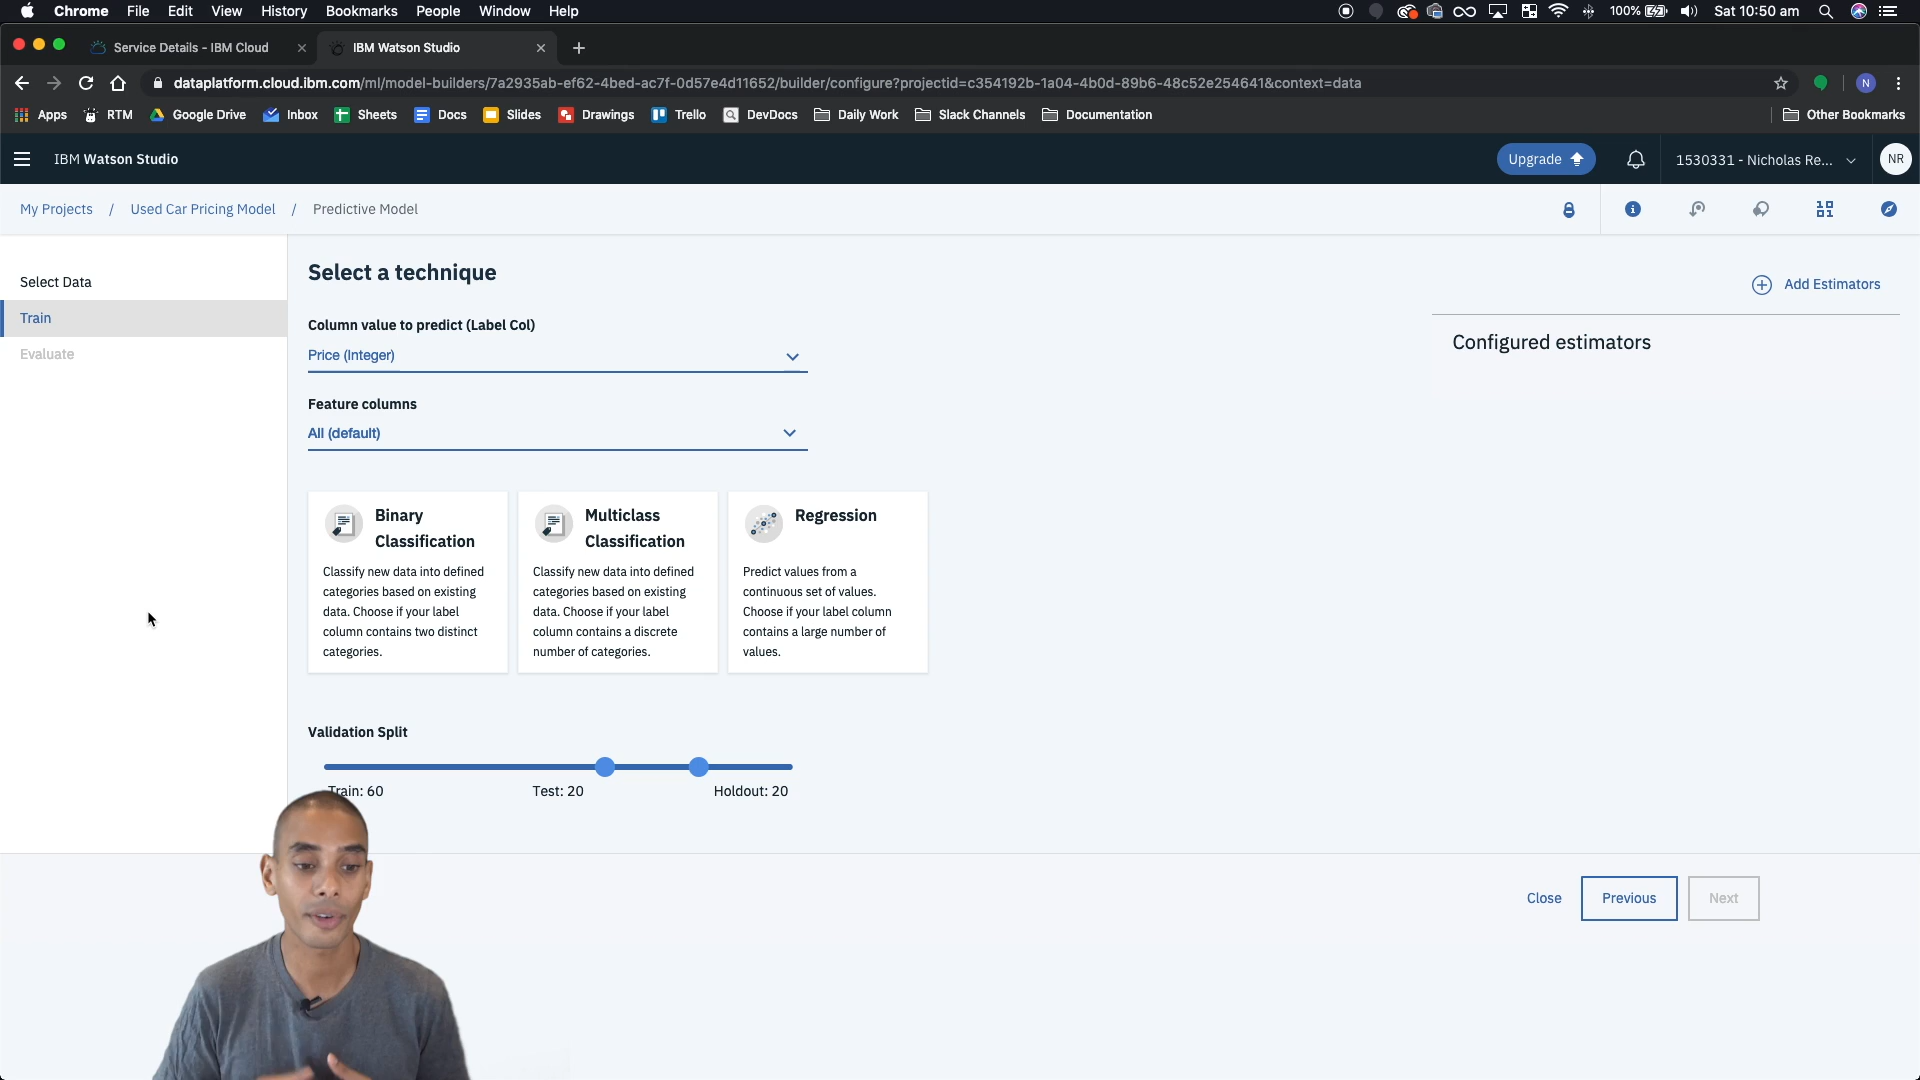 Chrome File Edit View History Bookmarks People Window Help 100% Sat 10:50 am
Service Details - IBM Cloud IBM Watson Studio
dataplatform.cloud.ibm.com/ml/model-builders/7a2935ab-ef62-4bed-ac7f-0d57e4d11652/builder/configure?projectid=c354192b-1a04-4b0d-89b6-48c52e254641&context=data N
Apps RTM Google Drive Inbox Sheets Docs Slides Drawings Trello DevDocs Daily Work Slack Channels Documentation Other Bookmarks
IBM Watson Studio Upgrade 1530331 - Nicholas Re... NR
My Projects / Used Car Pricing Model / Predictive Model
Select Data
Train
Evaluate
Select a technique
Add Estimators
Configured estimators
Column value to predict (Label Col)
Price (Integer)
Feature columns
All (default)
Binary
Classification
Classify new data into defined
categories based on existing
data. Choose if your label
column contains two distinct
categories.
Multiclass
Classification
Classify new data into defined
categories based on existing
data. Choose if your label
column contains a discrete
number of categories.
Regression
Predict values from a
continuous set of values.
Choose if your label column
contains a large number of
values.
Validation Split
Train: 60 Test: 20 Holdout: 20
Close Previous Next